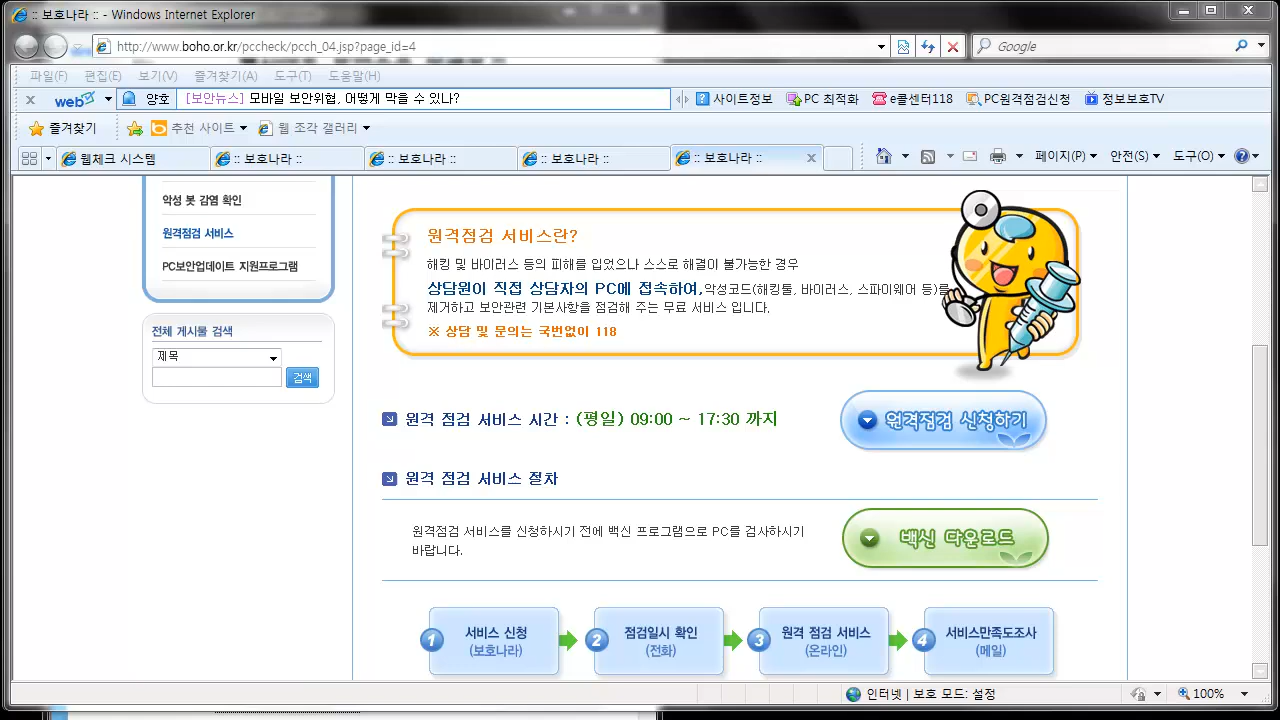 :: 보호나라 :: - Windows Internet Explorer
http://www.boho.or.kr/pccheck/pcch_04.jsp?page_id=4
Google
파일(F) 편집(E) 보기(V) 즐겨찾기(A) 도구(T) 도움말(H)
x web 양호 [보안뉴스] 모바일 보안위협, 어떻게 막을 수 있나? 사이트정보 PC 최적화 e콜센터118 PC원격점검신청 정보보호TV
즐겨찾기 추천 사이트 웹 조각 갤러리
웹체크 시스템 :: 보호나라 :: :: 보호나라 :: :: 보호나라 :: :: 보호나라 :: x 페이지(P) 안전(S) 도구(O)
악성 봇 감염 확인
원격점검 서비스
PC보안업데이트 지원프로그램
전체 게시물 검색
제목
검색
원격점검 서비스란?
해킹 및 바이러스 등의 피해를 입었으나 스스로 해결이 불가능한 경우
상담원이 직접 상담자의 PC에 접속하여,악성코드(해킹툴, 바이러스, 스파이웨어 등)를
제거하고 보안관련 기본사항을 점검해 주는 무료 서비스 입니다.
※ 상담 및 문의는 국번없이 118
원격 점검 서비스 시간 : (평일) 09:00 ~ 17:30 까지
원격점검 신청하기
원격 점검 서비스 절차
원격점검 서비스를 신청하시기 전에 백신 프로그램으로 PC를 검사하시기
바랍니다.
백신 다운로드
1 서비스 신청
(보호나라)
2 점검일시 확인
(전화)
3 원격 점검 서비스
(온라인)
4 서비스만족도조사
(메일)
인터넷 | 보호 모드: 설정
100%